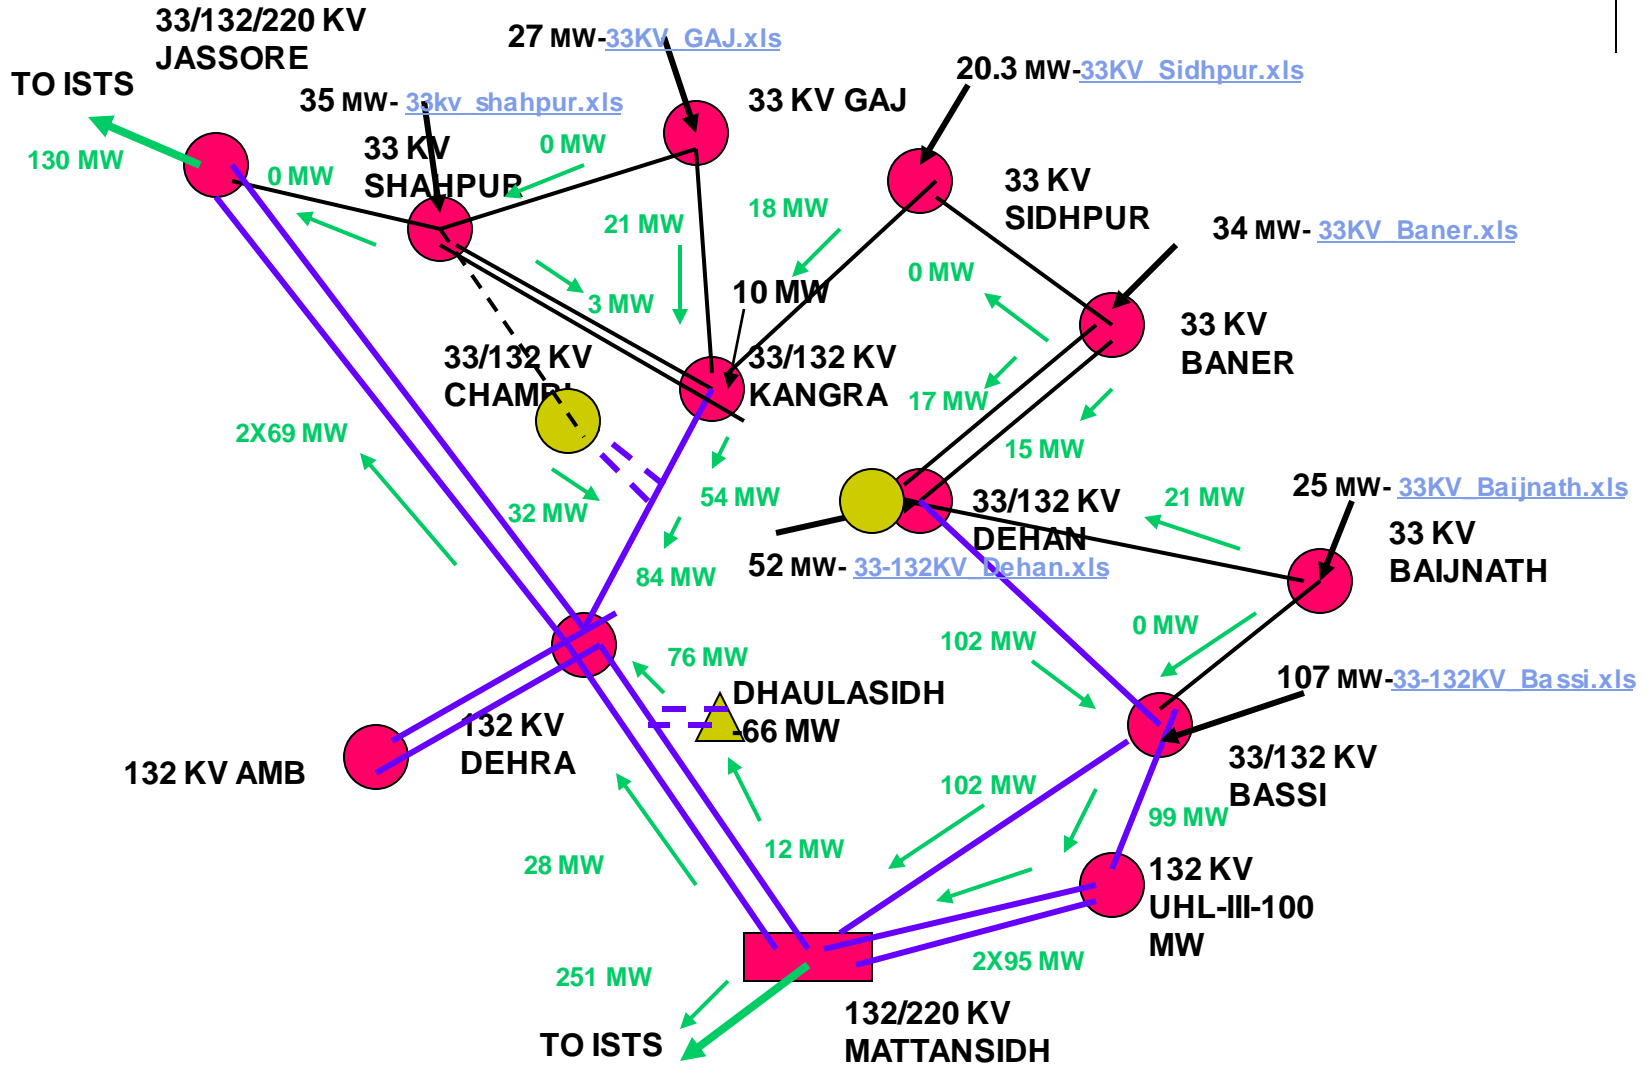 33/132/220 KV
JASSORE
27 MW-33KV_GAJ.xls
TO ISTS
35 MW- 33kv_shahpur.xls
33 KV GAJ
20.3 MW-33KV_Sidhpur.xls
130 MW
0 MW
33 KV
SHAHPUR
0 MW
18 MW
21 MW
33 KV
SIDHPUR
34 MW- 33KV_Baner.xls
0 MW
3 MW
10 MW
33 KV
BANER
33/132 KV
CHAMBI
33/132 KV
KANGRA
17 MW
15 MW
2X69 MW
32 MW
54 MW
84 MW
33/132 KV
DEHAN
21 MW
25 MW- 33KV_Baijnath.xls
33 KV
BAIJNATH
52 MW- 33-132KV_Dehan.xls
102 MW
0 MW
76 MW
107 MW-33-132KV_Bassi.xls
DHAULASIDH
-66 MW
132 KV
DEHRA
132 KV AMB
33/132 KV
BASSI
102 MW
99 MW
12 MW
28 MW
132 KV
UHL-III-100
MW
2X95 MW
251 MW
132/220 KV
MATTANSIDH
TO ISTS